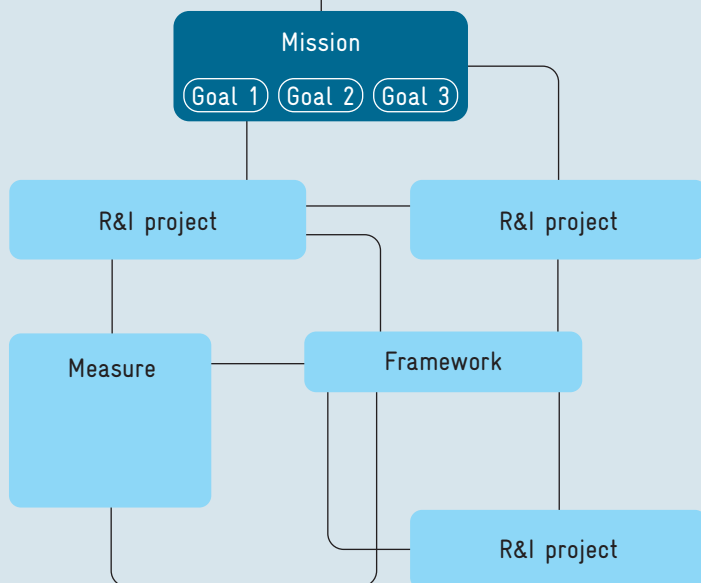 Mission
Goal 1 Goal 2 Goal 3
R&I project R&I project
Measure Framework
R&I project